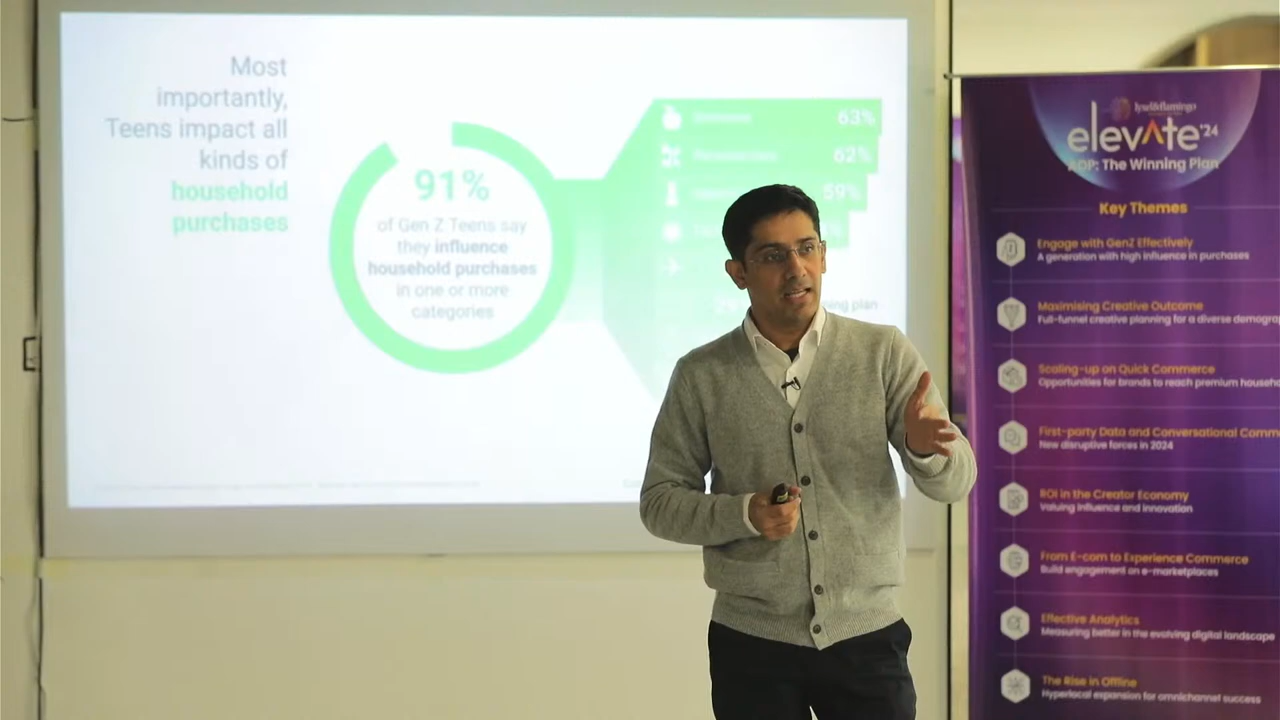 Most
importantly,
Teens impact all
kinds of
household
purchases
91%
of Gen Z Teens say
they influence
household purchases
in one or more
categories
63%
62%
59%
ning plan
lyxel&flamingo
elevate'24
AOP: The Winning Plan
Key Themes
Engage with GenZ Effectively
A generation with high influence in purchases
Maximising Creative Outcome
Full-funnel creative planning for a diverse demogra
Scaling-up on Quick Commerce
Opportunities for brands to reach premium househo
First-party Data and Conversational Comm
New disruptive forces in 2024
ROI in the Creator Economy
Valuing influence and innovation
From E-com to Experience Commerce
Build engagement on e-marketplaces
Effective Analytics
Measuring better in the evolving digital landscape
The Rise in Offline
Hyperlocal expansion for omnichannel success